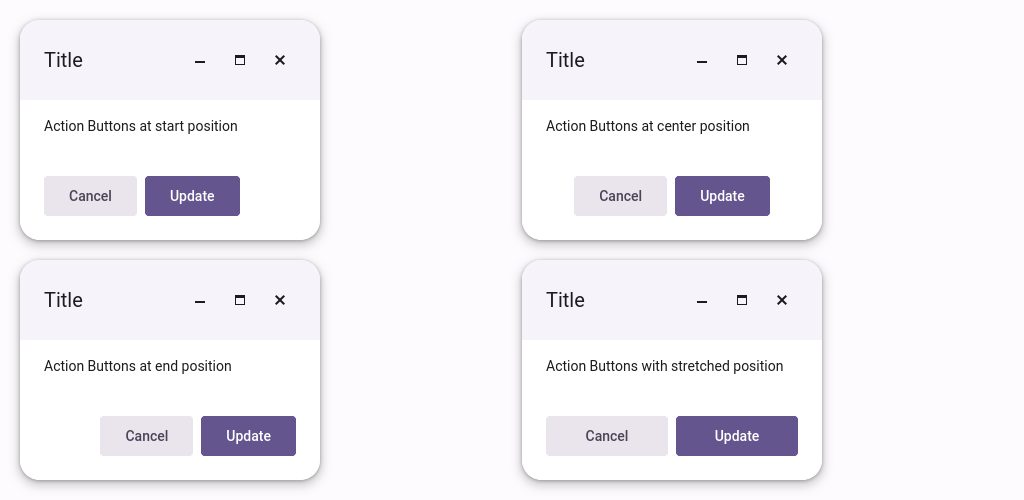 Title
Action Buttons at start position
Cancel Update
Title
Action Buttons at center position
Cancel Update
Title
Action Buttons at end position
Cancel Update
Title
Action Buttons with stretched position
Cancel Update